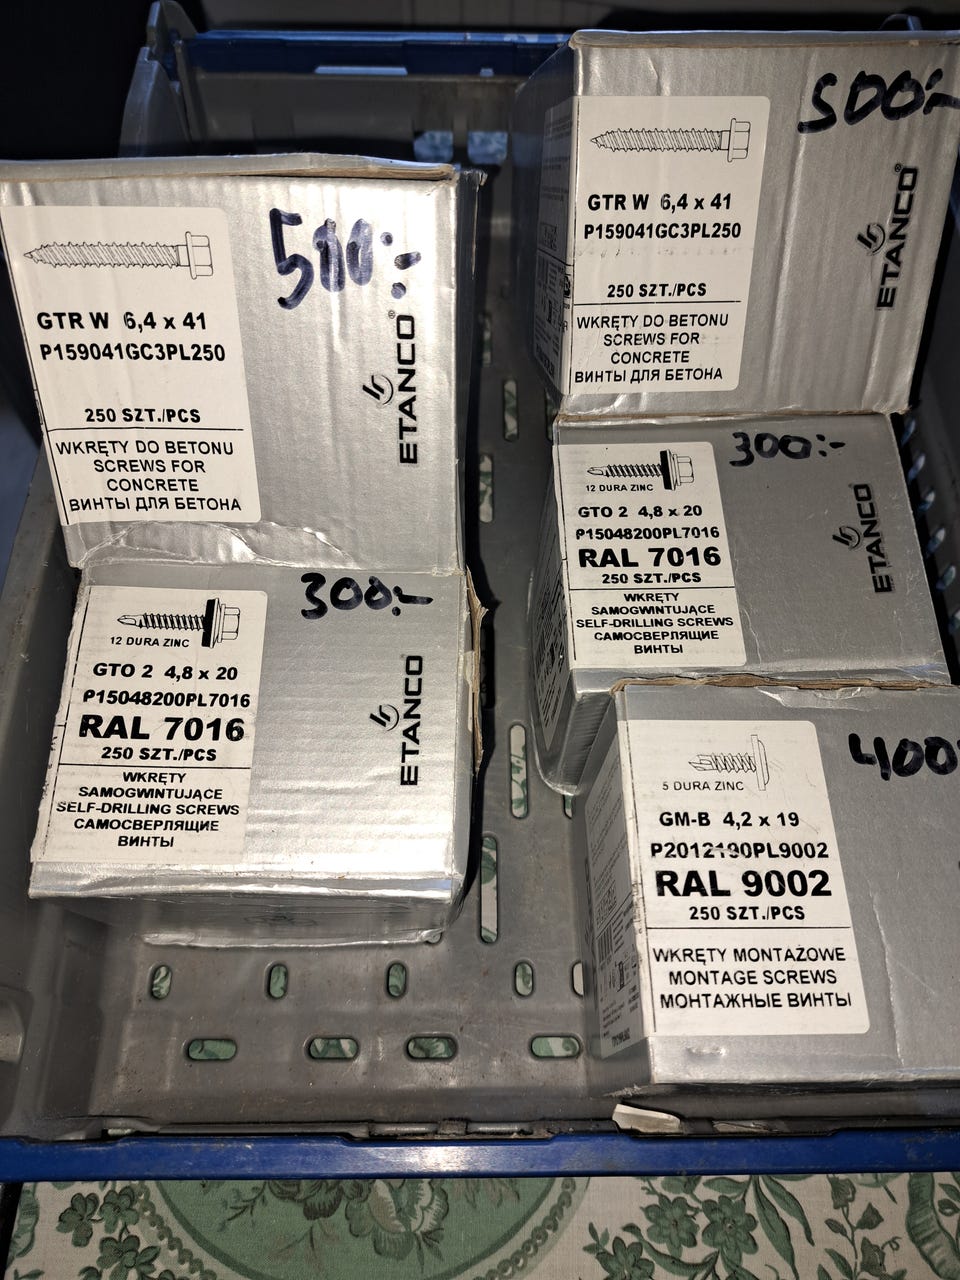 500:-
GTR W 6,4 x 41
P159041GC3PL250
250 SZT./PCS
WKRĘTY DO BETONU
SCREWS FOR
CONCRETE
ВИНТЫ ДЛЯ БЕТОНА
ETANCO®
300:-
12 DURA ZINC
GTO 2 4,8 x 20
P15048200PL7016
RAL 7016
250 SZT./PCS
WKRĘTY
SAMOGWINTUJĄCE
SELF-DRILLING SCREWS
САМОСВЕРЛЯЩИЕ
ВИНТЫ
ETANCO®
500:-
GTR W 6,4 x 41
P159041GC3PL250
250 SZT./PCS
WKRĘTY DO BETONU
SCREWS FOR
CONCRETE
ВИНТЫ ДЛЯ БЕТОНА
ETANCO®
300:-
12 DURA ZINC
GTO 2 4,8 x 20
P15048200PL7016
RAL 7016
250 SZT./PCS
WKRĘTY
SAMOGWINTUJĄCE
SELF-DRILLING SCREWS
САМОСВЕРЛЯЩИЕ
ВИНТЫ
ETANCO®
400:
5 DURA ZINC
GM-B 4,2 x 19
P2012190PL9002
RAL 9002
250 SZT./PCS
WKRĘTY MONTAŻOWE
MONTAGE SCREWS
МОНТАЖНЫЕ ВИНТЫ